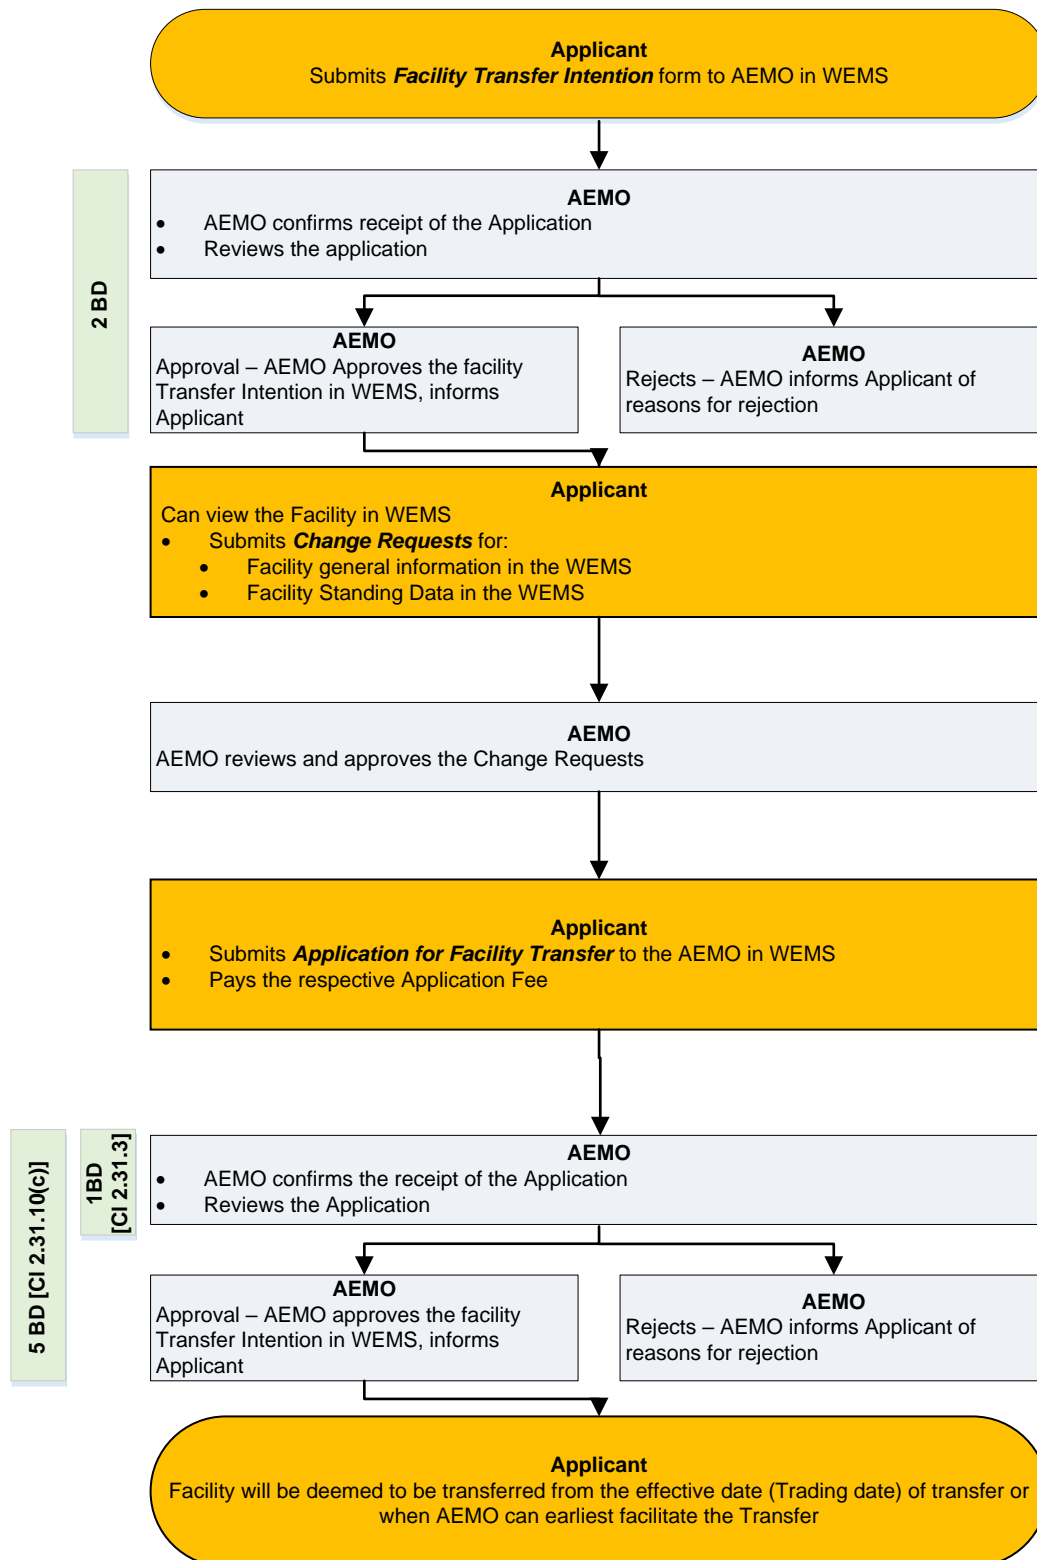 Applicant
Submits Facility Transfer Intention form to AEMO in WEMS
2 BD
AEMO
• AEMO confirms receipt of the Application
• Reviews the application
AEMO
Approval – AEMO Approves the facility
Transfer Intention in WEMS, informs
Applicant
AEMO
Rejects – AEMO informs Applicant of
reasons for rejection
Applicant
Can view the Facility in WEMS
• Submits Change Requests for:
• Facility general information in the WEMS
• Facility Standing Data in the WEMS
AEMO
AEMO reviews and approves the Change Requests
Applicant
• Submits Application for Facility Transfer to the AEMO in WEMS
• Pays the respective Application Fee
5 BD [Cl 2.31.10(c)]
1BD
[Cl 2.31.3]
AEMO
• AEMO confirms the receipt of the Application
• Reviews the Application
AEMO
Approval – AEMO approves the facility
Transfer Intention in WEMS, informs
Applicant
AEMO
Rejects – AEMO informs Applicant of
reasons for rejection
Applicant
Facility will be deemed to be transferred from the effective date (Trading date) of transfer or
when AEMO can earliest facilitate the Transfer